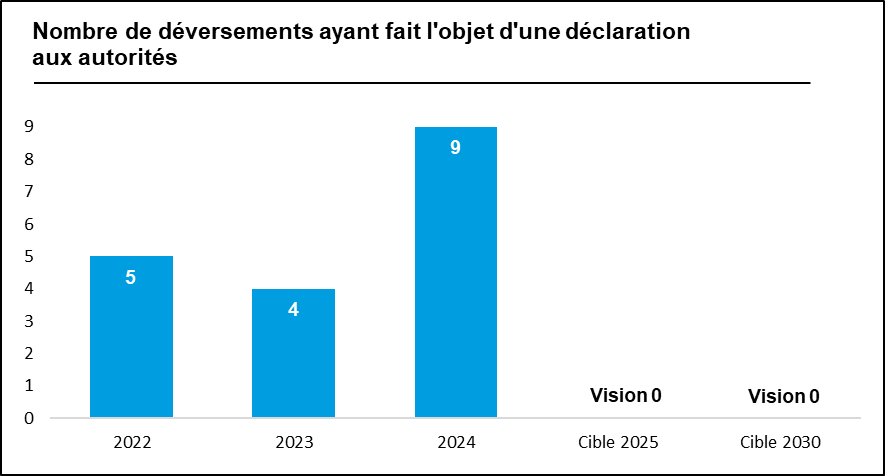 Nombre de déversements ayant fait l'objet d'une déclaration
aux autorités
9
8
7
6
5
4
3
2
1
0
5
4
9
Vision 0
Vision 0
2022
2023
2024
Cible 2025
Cible 2030